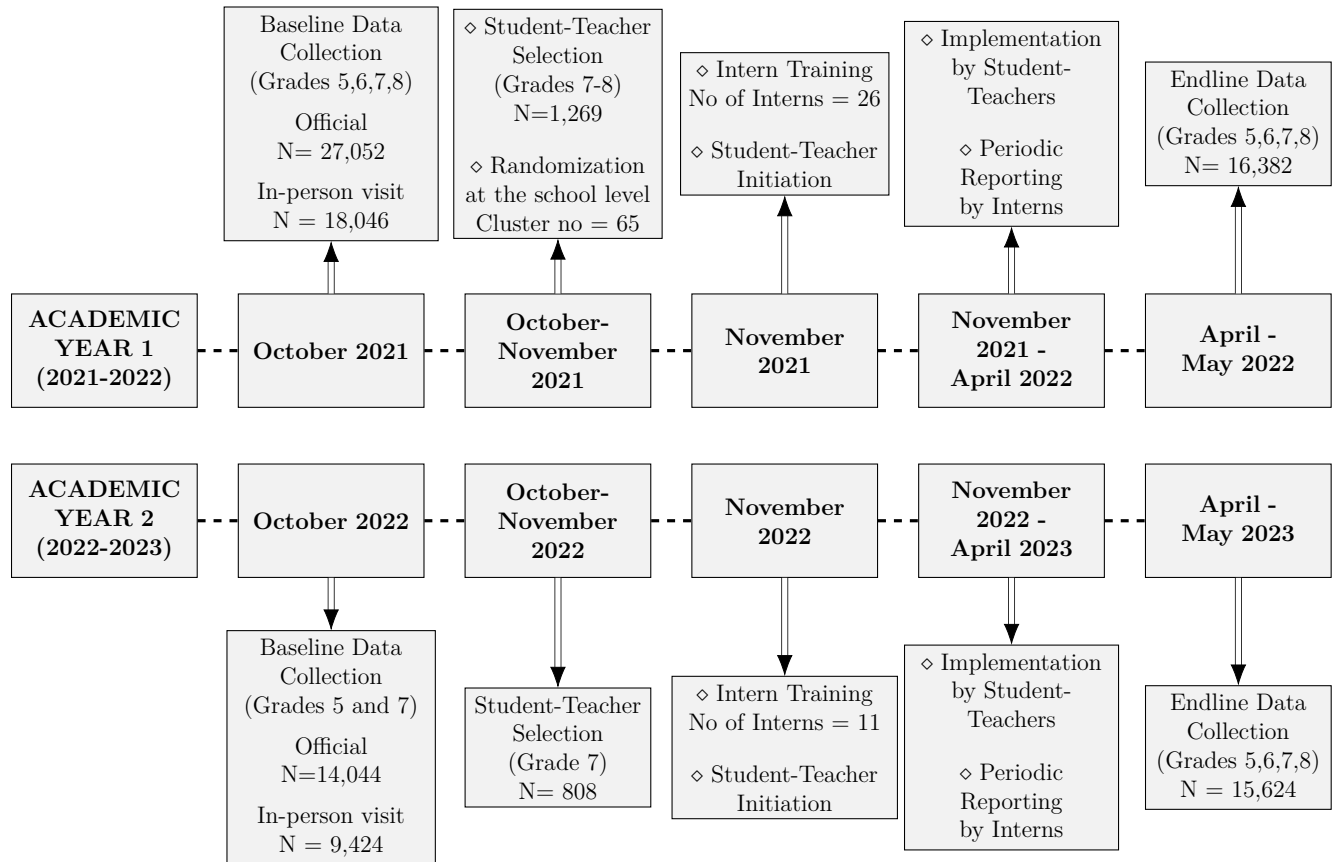 Baseline Data
Collection
(Grades 5,6,7,8)
Official
N= 27,052
In-person visit
N = 18,046
⋄ Student-Teacher
Selection
(Grades 7-8)
N=1,269
⋄ Randomization
at the school level
Cluster no = 65
⋄ Intern Training
No of Interns = 26
⋄ Student-Teacher
Initiation
⋄ Implementation
by Student-
Teachers
⋄ Periodic
Reporting
by Interns
Endline Data
Collection
(Grades 5,6,7,8)
N= 16,382
ACADEMIC
YEAR 1
(2021-2022)
October 2021
October-
November
2021
November
2021
November
2021 -
April 2022
April -
May 2022
ACADEMIC
YEAR 2
(2022-2023)
October 2022
October-
November
2022
November
2022
November
2022 -
April 2023
April -
May 2023
Baseline Data
Collection
(Grades 5 and 7)
Official
N=14,044
In-person visit
N = 9,424
Student-Teacher
Selection
(Grade 7)
N= 808
⋄ Intern Training
No of Interns = 11
⋄ Student-Teacher
Initiation
⋄ Implementation
by Student-
Teachers
⋄ Periodic
Reporting
by Interns
Endline Data
Collection
(Grades 5,6,7,8)
N = 15,624